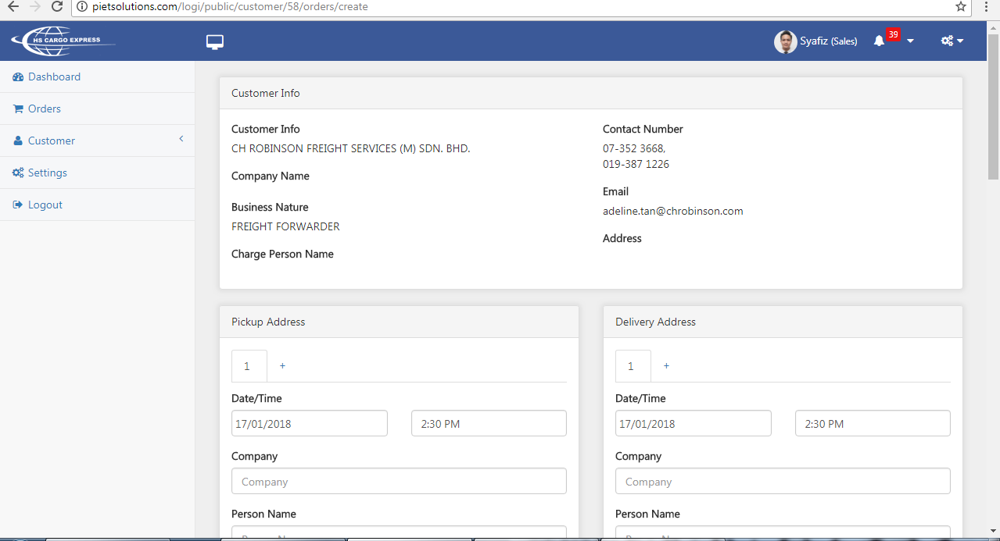 pietsolutions.com/logi/public/customer/58/orders/create
HS CARGO EXPRESS
Syafiz (Sales)
39
Dashboard
Orders
Customer
Settings
Logout
Customer Info
Customer Info
CH ROBINSON FREIGHT SERVICES (M) SDN. BHD.
Company Name
Business Nature
FREIGHT FORWARDER
Charge Person Name
Contact Number
07-352 3668,
019-387 1226
Email
adeline.tan@chrobinson.com
Address
Pickup Address
1 +
Date/Time
17/01/2018 2:30 PM
Company
Company
Person Name
Delivery Address
1 +
Date/Time
17/01/2018 2:30 PM
Company
Company
Person Name